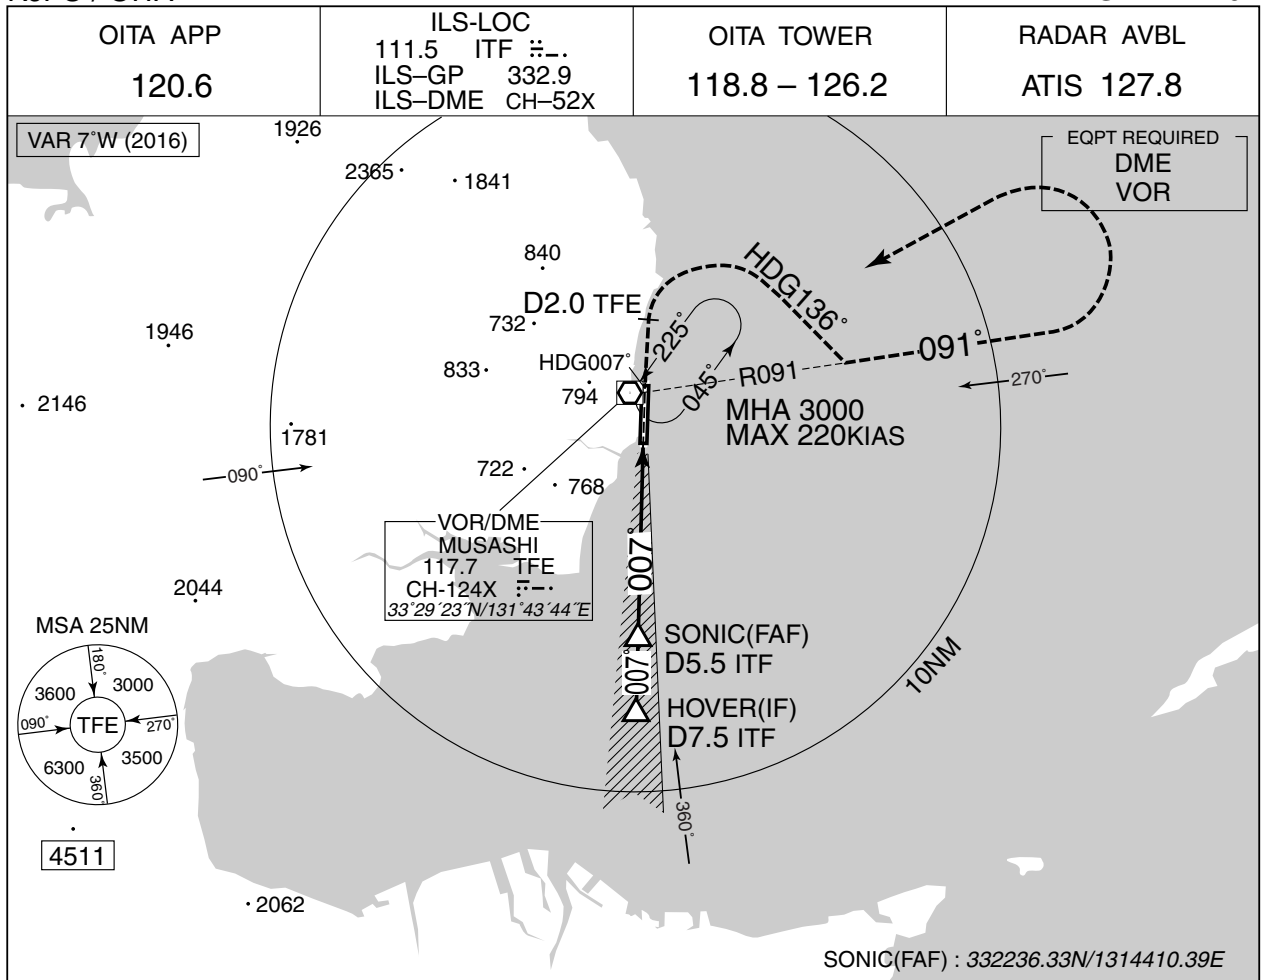 OITA APP
120.6
ILS-LOC
111.5 ITF
ILS–GP 332.9
ILS–DME CH–52X
OITA TOWER
118.8 – 126.2
RADAR AVBL
ATIS 127.8
VAR 7°W (2016)
EQPT REQUIRED
DME
VOR
1926
2365
1841
840
D2.0 TFE
732
1946
HDG007°
833
794
2146
1781
722
768
2044
2062
4511
HDG136°
225°
045°
R091
091°
270°
090°
MHA 3000
MAX 220KIAS
VOR/DME
MUSASHI
117.7 TFE
CH-124X
33°29´23˝N/131°43´44˝E
007°
SONIC(FAF)
D5.5 ITF
007°
HOVER(IF)
D7.5 ITF
10NM
360°
MSA 25NM
180°
3600
3000
090°
TFE
270°
6300
3500
360°
SONIC(FAF) : 332236.33N/1314410.39E